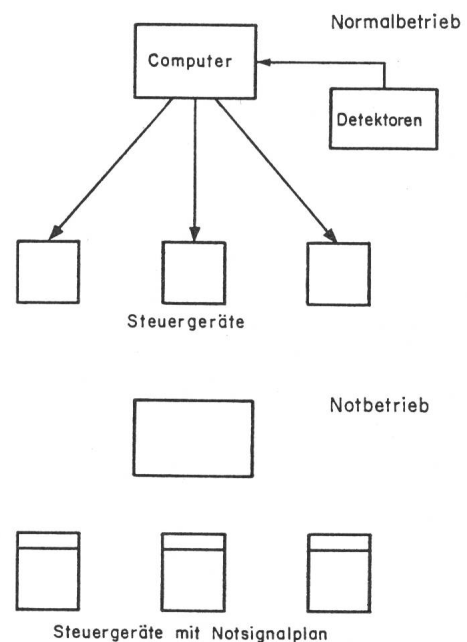 Normalbetrieb
Computer
Detektoren
Steuergeräte
Notbetrieb
Steuergeräte mit Notsignalplan